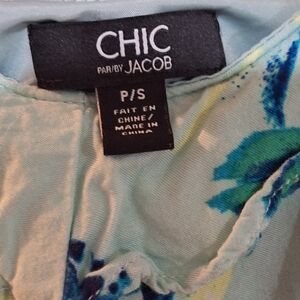 CHIC
PAR/BY JACOB
P/S
FAIT EN
CHINE/
MADE IN
CHINA